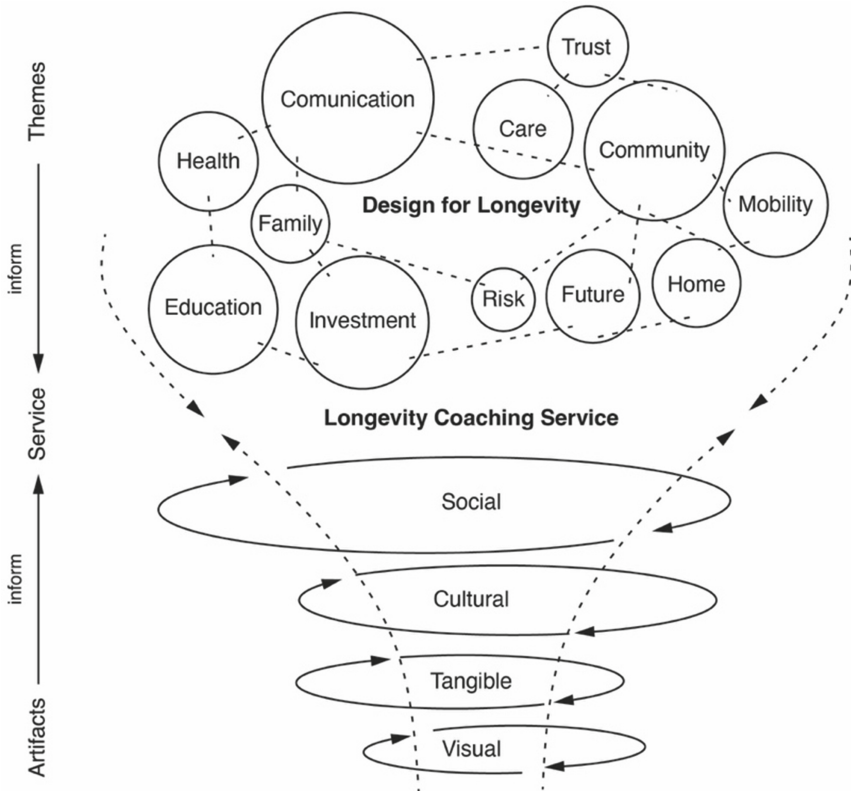 Themes
inform
Service
inform
Artifacts
Trust
Comunication
Care
Community
Health
Mobility
Design for Longevity
Family
Home
Risk
Future
Education
Investment
Longevity Coaching Service
Social
Cultural
Tangible
Visual